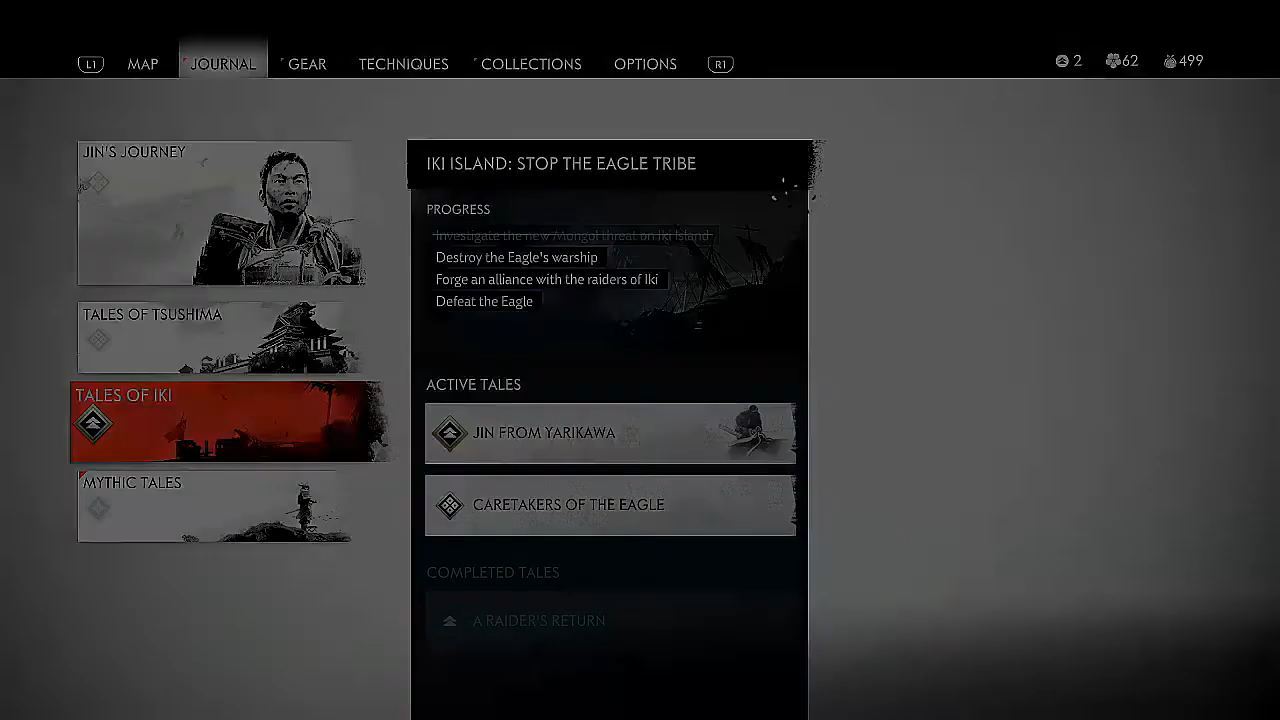 L1 MAP JOURNAL GEAR TECHNIQUES COLLECTIONS OPTIONS R1 2 62 499
JIN'S JOURNEY
TALES OF TSUSHIMA
TALES OF IKI
MYTHIC TALES
IKI ISLAND: STOP THE EAGLE TRIBE
PROGRESS
Investigate the new Mongol threat on Iki Island
Destroy the Eagle's warship
Forge an alliance with the raiders of Iki
Defeat the Eagle
ACTIVE TALES
JIN FROM YARIKAWA
CARETAKERS OF THE EAGLE
COMPLETED TALES
A RAIDER'S RETURN